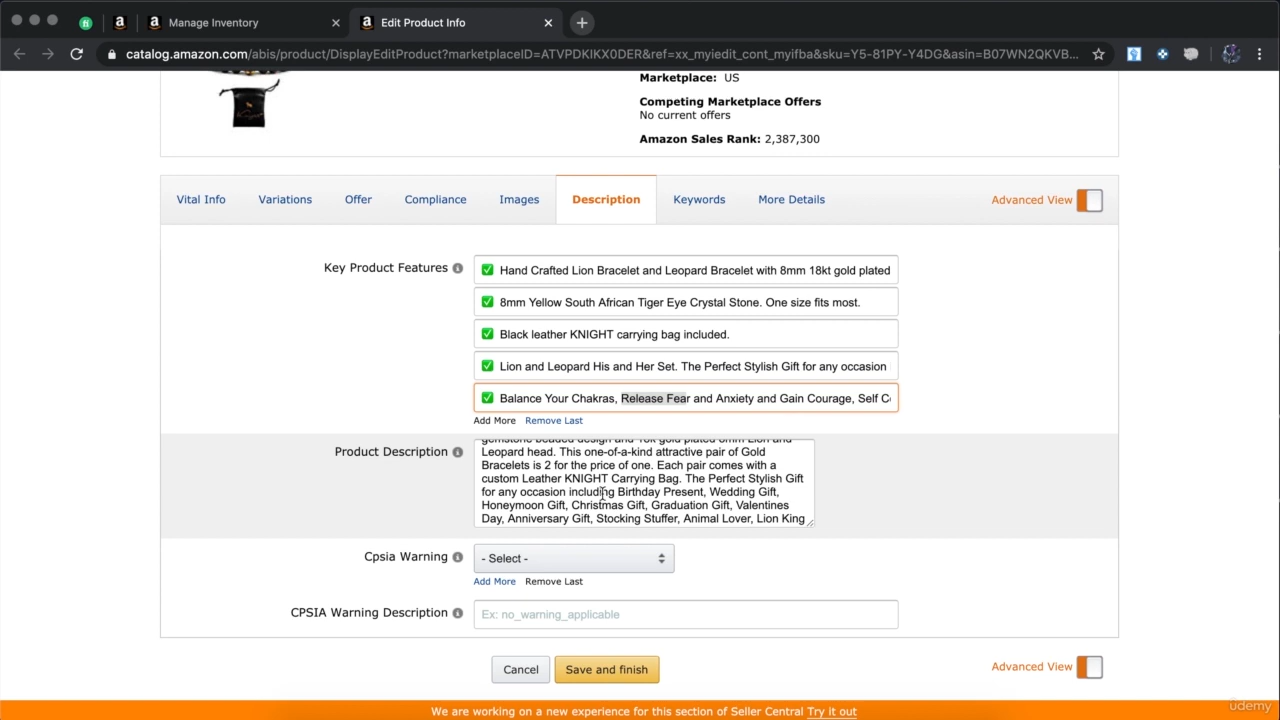 Manage Inventory
Edit Product Info
catalog.amazon.com/abis/product/DisplayEditProduct?marketplaceID=ATVPDKIKX0DER&ref=xx_myiedit_cont_myifba&sku=Y5-81PY-Y4DG&asin=B07WN2QKVB...
Marketplace: US
Competing Marketplace Offers
No current offers
Amazon Sales Rank: 2,387,300
Vital Info Variations Offer Compliance Images Description Keywords More Details Advanced View
Key Product Features
Hand Crafted Lion Bracelet and Leopard Bracelet with 8mm 18kt gold plated
8mm Yellow South African Tiger Eye Crystal Stone. One size fits most.
Black leather KNIGHT carrying bag included.
Lion and Leopard His and Her Set. The Perfect Stylish Gift for any occasion
Balance Your Chakras, Release Fear and Anxiety and Gain Courage, Self
Add More Remove Last
Product Description
gemstone beaded design and gold plated Lion and
Leopard head. This one-of-a-kind attractive pair of Gold
Bracelets is 2 for the price of one. Each pair comes with a
custom Leather KNIGHT Carrying Bag. The Perfect Stylish Gift
for any occasion including Birthday Present, Wedding Gift,
Honeymoon Gift, Christmas Gift, Graduation Gift, Valentines
Day, Anniversary Gift, Stocking Stuffer, Animal Lover, Lion King
Cpsia Warning
- Select -
Add More Remove Last
CPSIA Warning Description
Ex: no_warning_applicable
Cancel Save and finish
Advanced View
We are working on a new experience for this section of Seller Central Try it out
udemy